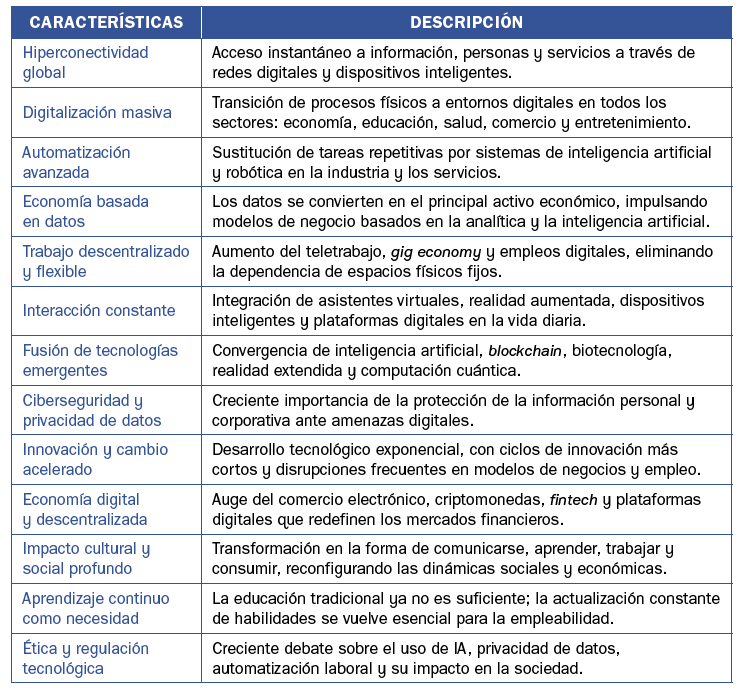 CARACTERÍSTICAS DESCRIPCIÓN
Hiperconectividad
global
Acceso instantáneo a información, personas y servicios a través de
redes digitales y dispositivos inteligentes.
Digitalización masiva
Transición de procesos físicos a entornos digitales en todos los
sectores: economía, educación, salud, comercio y entretenimiento.
Automatización
avanzada
Sustitución de tareas repetitivas por sistemas de inteligencia artificial
y robótica en la industria y los servicios.
Economía basada
en datos
Los datos se convierten en el principal activo económico, impulsando
modelos de negocio basados en la analítica y la inteligencia artificial.
Trabajo descentralizado
y flexible
Aumento del teletrabajo, gig economy y empleos digitales, eliminando
la dependencia de espacios físicos fijos.
Interacción constante
Integración de asistentes virtuales, realidad aumentada, dispositivos
inteligentes y plataformas digitales en la vida diaria.
Fusión de tecnologías
emergentes
Convergencia de inteligencia artificial, blockchain, biotecnología,
realidad extendida y computación cuántica.
Ciberseguridad y
privacidad de datos
Creciente importancia de la protección de la información personal y
corporativa ante amenazas digitales.
Innovación y cambio
acelerado
Desarrollo tecnológico exponencial, con ciclos de innovación más
cortos y disrupciones frecuentes en modelos de negocios y empleo.
Economía digital
y descentralizada
Auge del comercio electrónico, criptomonedas, fintech y plataformas
digitales que redefinen los mercados financieros.
Impacto cultural y
social profundo
Transformación en la forma de comunicarse, aprender, trabajar y
consumir, reconfigurando las dinámicas sociales y económicas.
Aprendizaje continuo
como necesidad
La educación tradicional ya no es suficiente; la actualización constante
de habilidades se vuelve esencial para la empleabilidad.
Ética y regulación
tecnológica
Creciente debate sobre el uso de IA, privacidad de datos,
automatización laboral y su impacto en la sociedad.